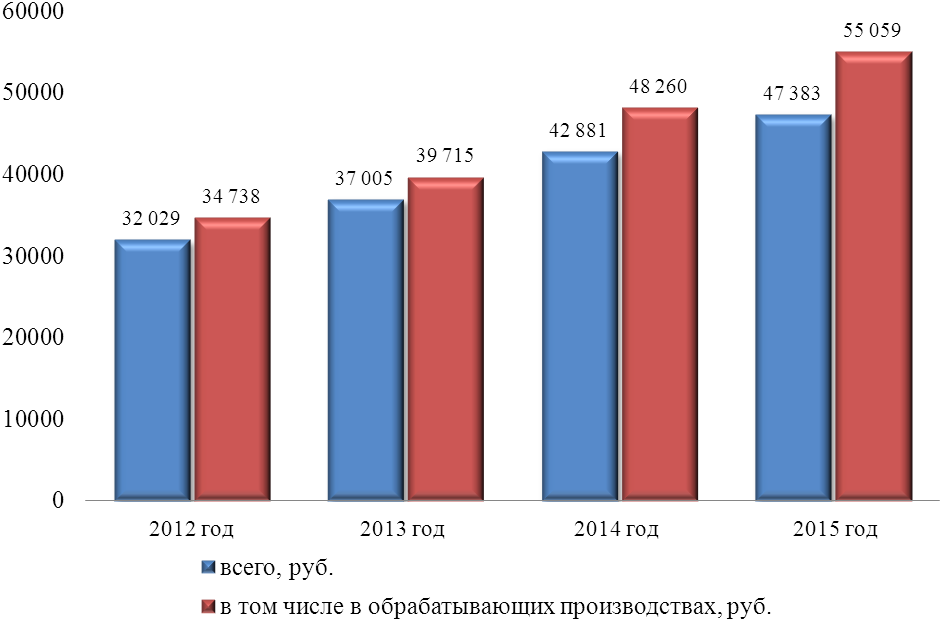 60000
50000
40000
30000
20000
10000
0
32 029
34 738
37 005
39 715
42 881
48 260
47 383
55 059
2012 год
2013 год
2014 год
2015 год
всего, руб.
в том числе в обрабатывающих производствах, руб.